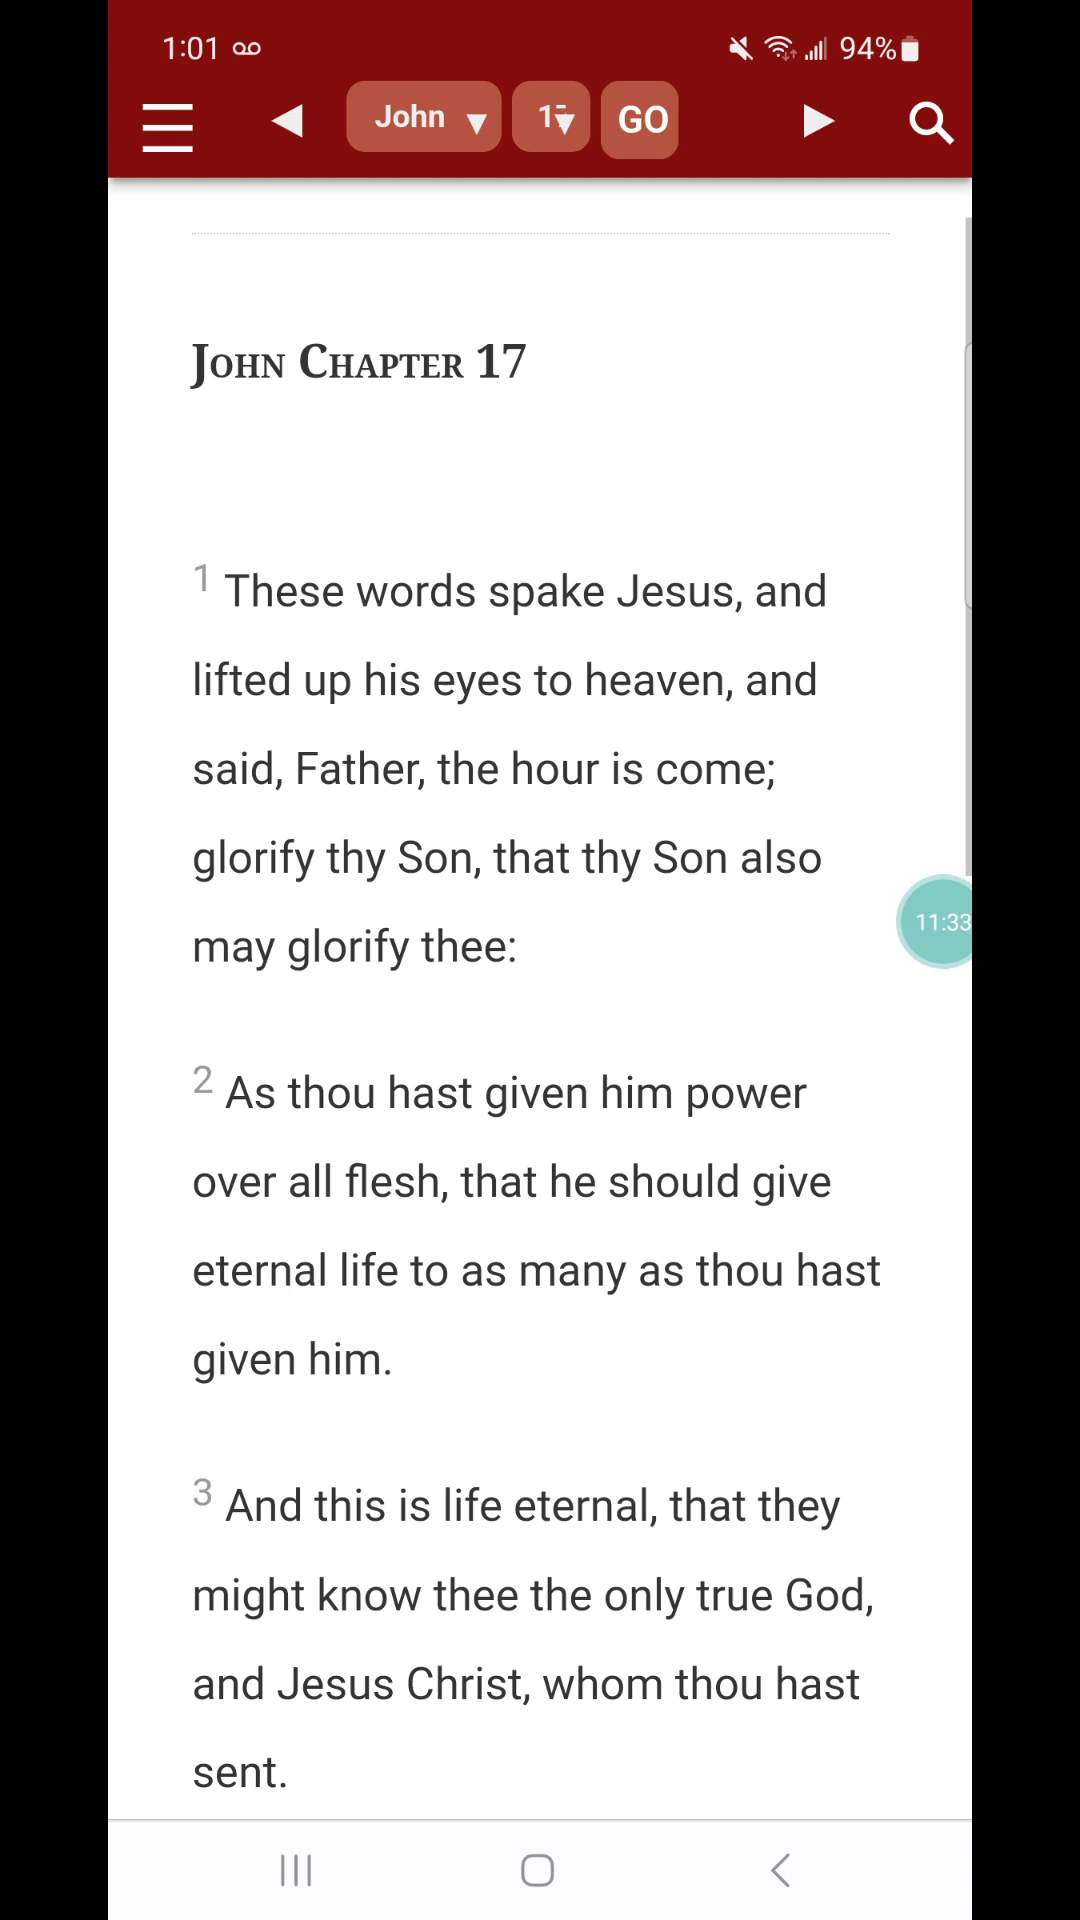 1:01 94%
John 17 GO
John Chapter 17
1 These words spake Jesus, and
lifted up his eyes to heaven, and
said, Father, the hour is come;
glorify thy Son, that thy Son also
may glorify thee:
11:33
2 As thou hast given him power
over all flesh, that he should give
eternal life to as many as thou hast
given him.
3 And this is life eternal, that they
might know thee the only true God,
and Jesus Christ, whom thou hast
sent.